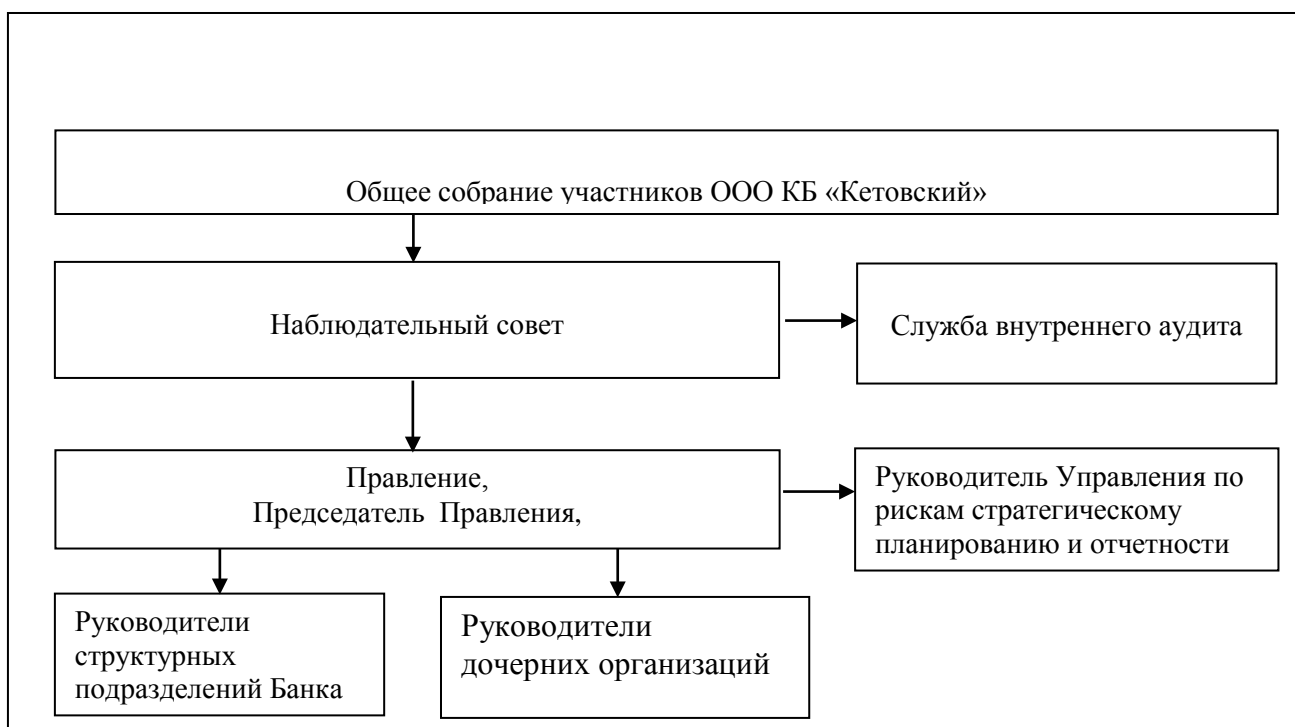 Общее собрание участников ООО КБ «Кетовский»
Наблюдательный совет
Служба внутреннего аудита
Правление,
Председатель Правления,
Руководитель Управления по
рискам стратегическому
планированию и отчетности
Руководители
структурных
подразделений Банка
Руководители
дочерних организаций